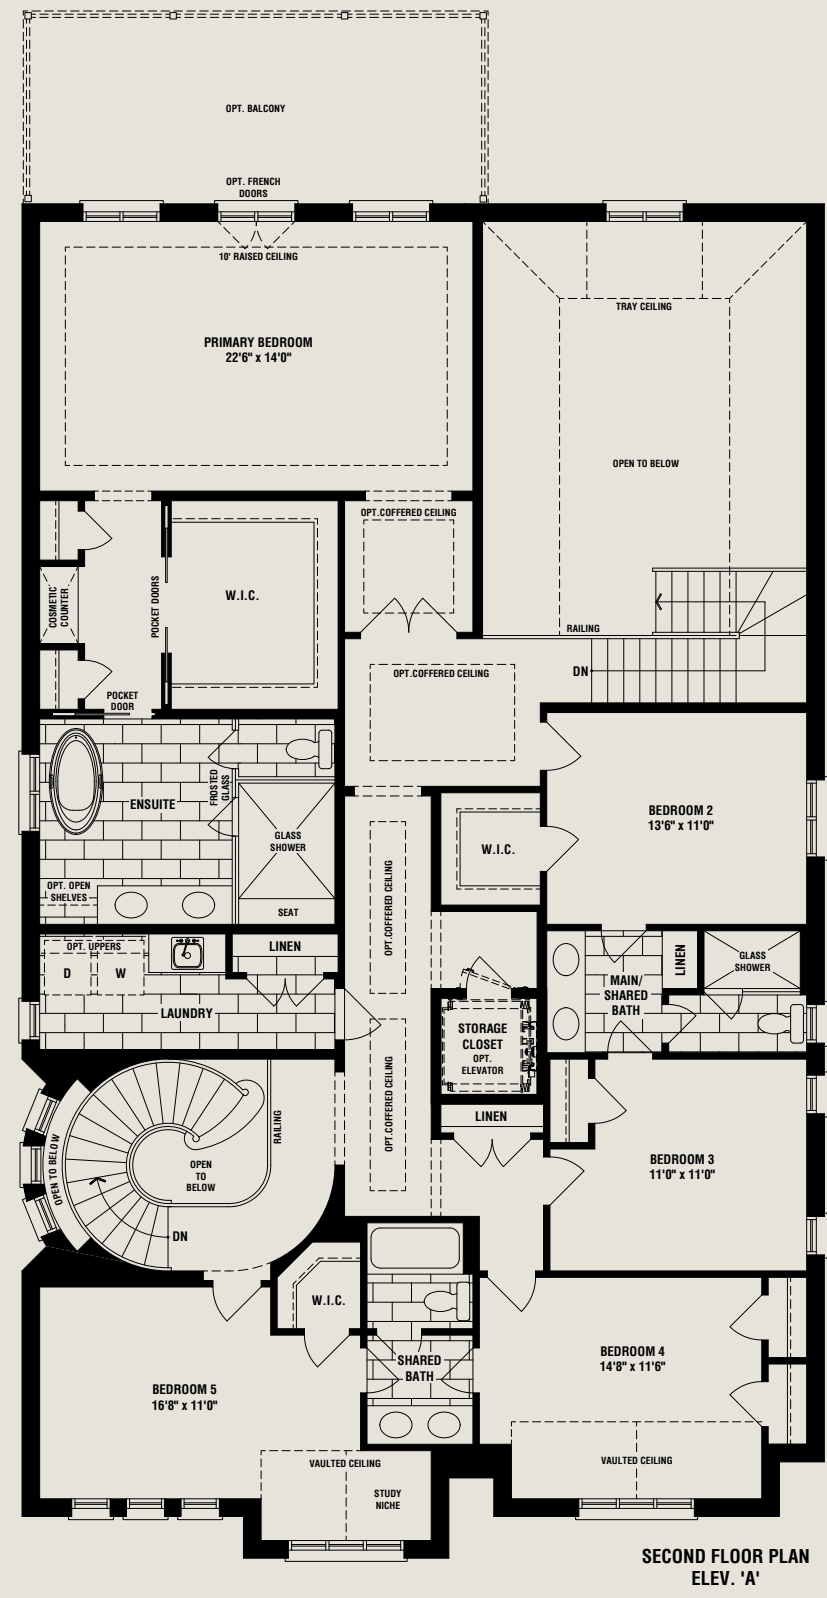 OPT. BALCONY
OPT. FRENCH
DOORS
10' RAISED CEILING
PRIMARY BEDROOM
22'6" x 14'0"
TRAY CEILING
OPEN TO BELOW
OPT.COFFERED CEILING
COSMETIC
COUNTER
POCKET DOORS
W.I.C.
RAILING
DN
POCKET
DOOR
OPT.COFFERED CEILING
ENSUITE
FROSTED
GLASS
GLASS
SHOWER
SEAT
OPT. OPEN
SHELVES
W.I.C.
BEDROOM 2
13'6" x 11'0"
OPT.COFFERED CEILING
OPT. UPPERS
D
W
LINEN
LAUNDRY
MAIN/
SHARED
BATH
LINEN
GLASS
SHOWER
STORAGE
CLOSET
OPT.
ELEVATOR
OPT.COFFERED CEILING
LINEN
RAILING
OPEN TO BELOW
OPEN
TO
BELOW
DN
BEDROOM 3
11'0" x 11'0"
W.I.C.
SHARED
BATH
BEDROOM 4
14'8" x 11'6"
BEDROOM 5
16'8" x 11'0"
VAULTED CEILING
STUDY
NICHE
VAULTED CEILING
SECOND FLOOR PLAN
ELEV. 'A'